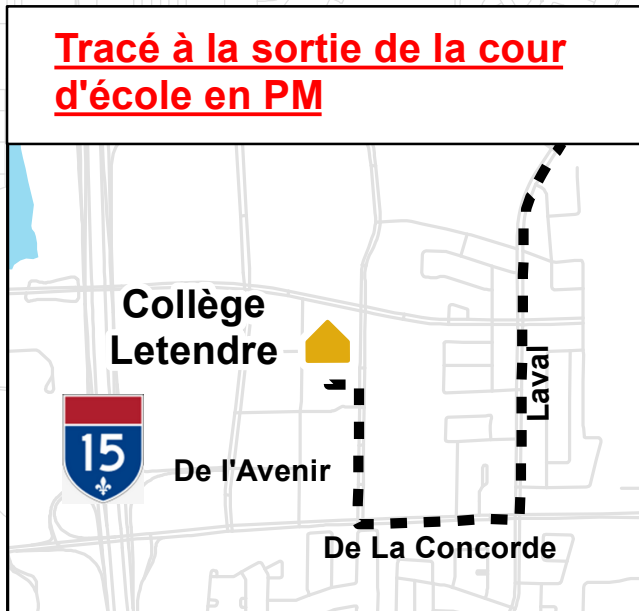 Tracé à la sortie de la cour
d'école en PM
Collège
Letendre
15
De l'Avenir
Laval
De La Concorde